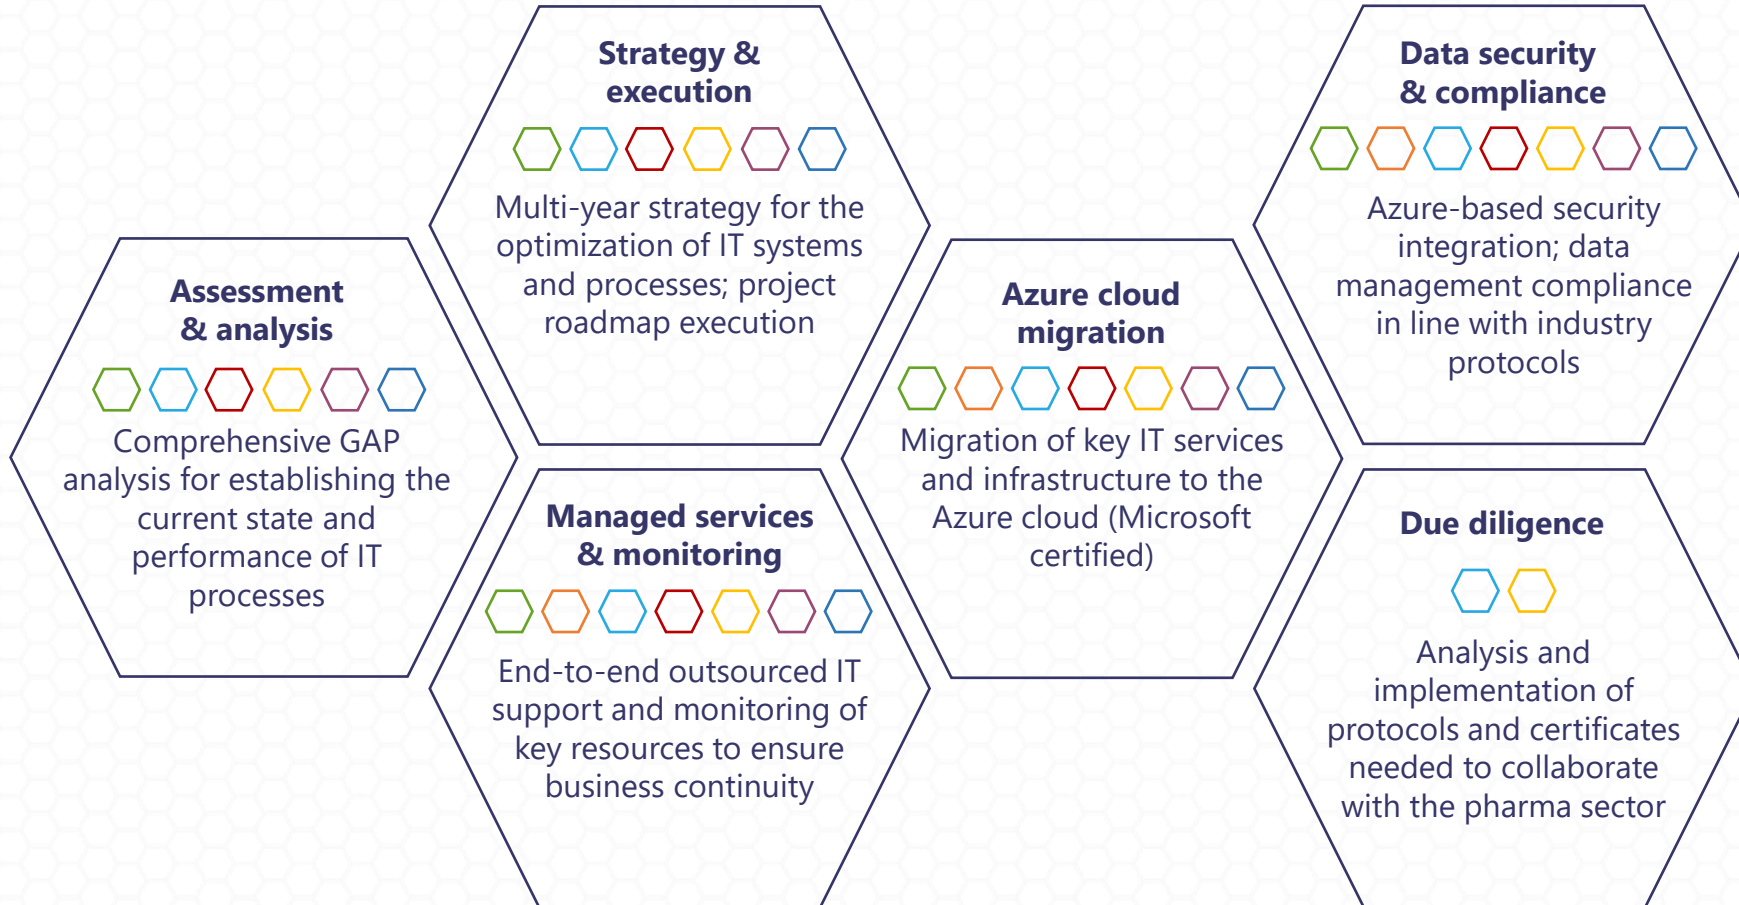 Strategy &
execution
Multi-year strategy for the
optimization of IT systems
and processes; project
roadmap execution
Data security
& compliance
Azure-based security
integration; data
management compliance
in line with industry
protocols
Assessment
& analysis
Comprehensive GAP
analysis for establishing the
current state and
performance of IT
processes
Azure cloud
migration
Migration of key IT services
and infrastructure to the
Azure cloud (Microsoft
certified)
Managed services
& monitoring
End-to-end outsourced IT
support and monitoring of
key resources to ensure
business continuity
Due diligence
Analysis and
implementation of
protocols and certificates
needed to collaborate
with the pharma sector